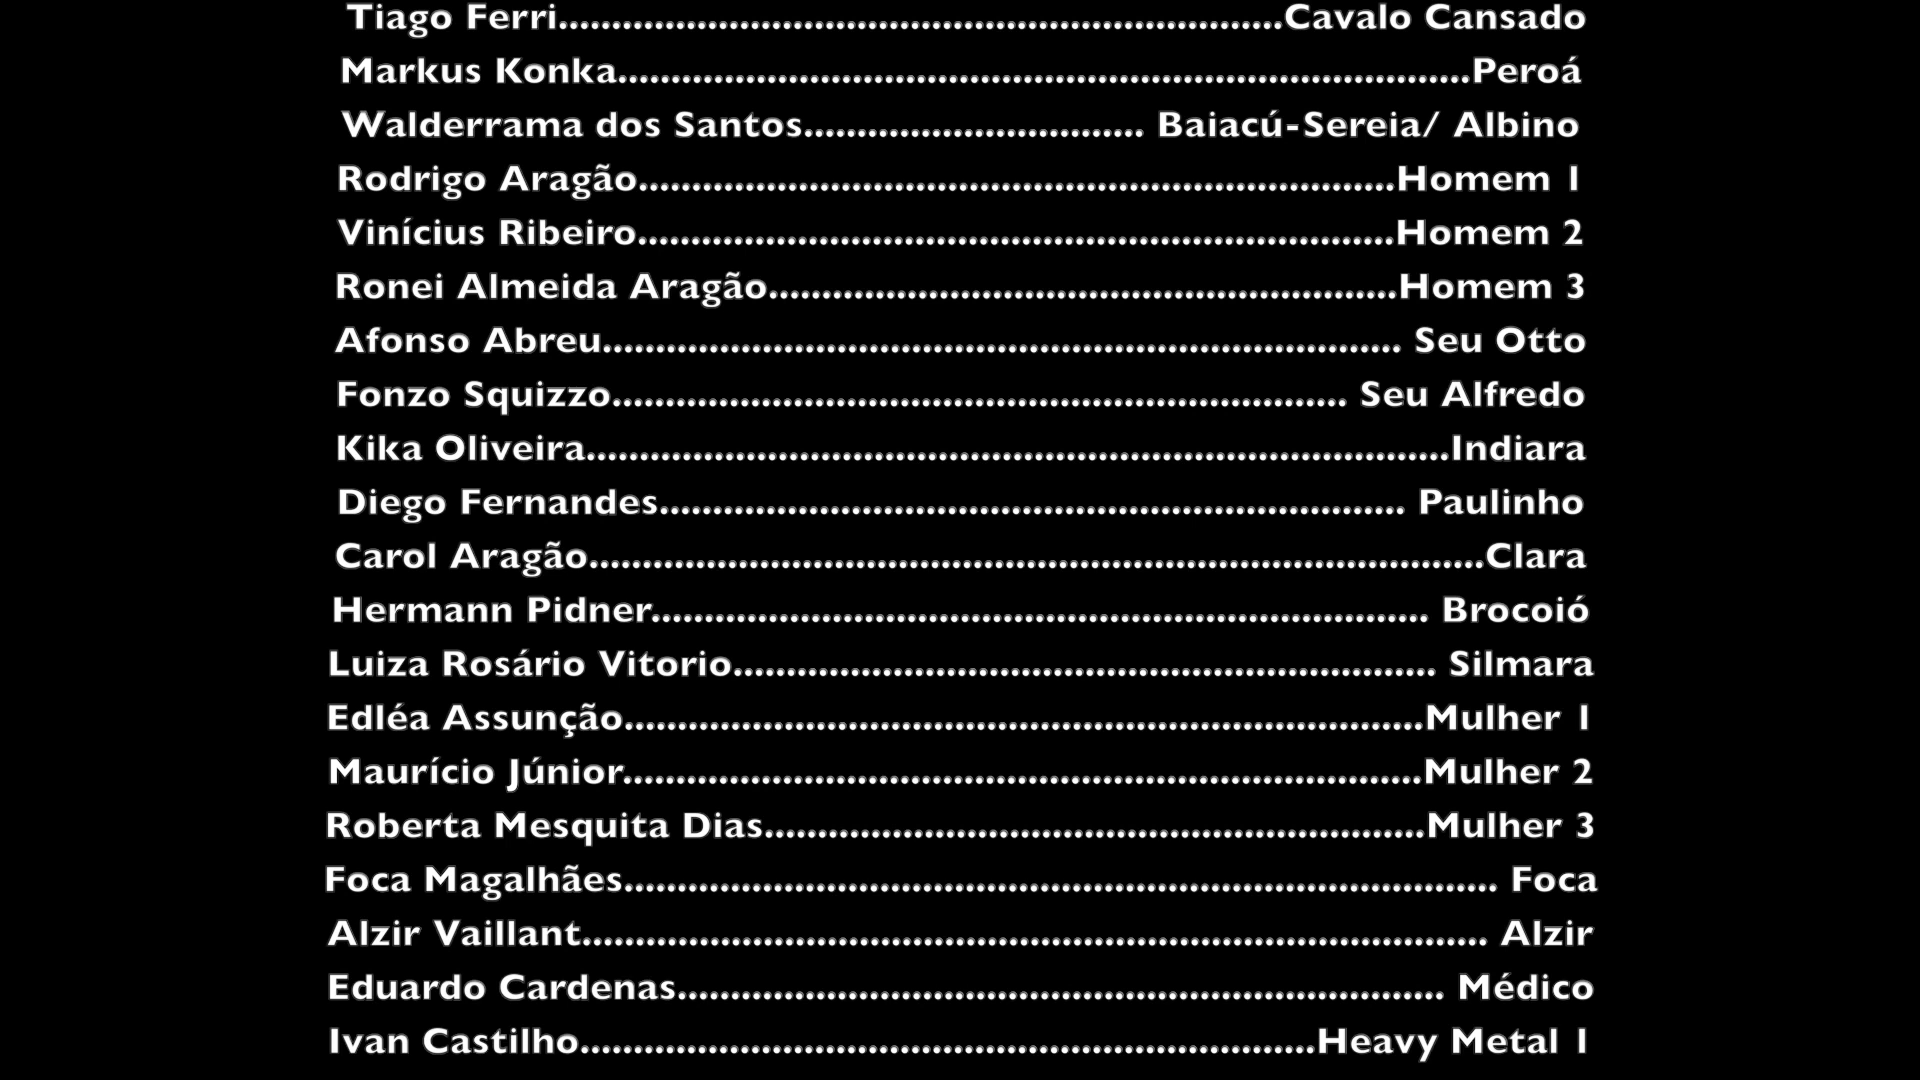 Tiago Ferri....................................................................Cavalo Cansado
Markus Konka................................................................................Peroá
Walderrama dos Santos................................ Baiacú-Sereia/ Albino
Rodrigo Aragão.......................................................................Homem 1
Vinícius Ribeiro.......................................................................Homem 2
Ronei Almeida Aragão...........................................................Homem 3
Afonso Abreu........................................................................... Seu Otto
Fonzo Squizzo..................................................................... Seu Alfredo
Kika Oliveira.................................................................................Indiara
Diego Fernandes...................................................................... Paulinho
Carol Aragão....................................................................................Clara
Hermann Pidner......................................................................... Brocoió
Luiza Rosário Vitorio.................................................................. Silmara
Edléa Assunção...........................................................................Mulher 1
Maurício Júnior...........................................................................Mulher 2
Roberta Mesquita Dias..............................................................Mulher 3
Foca Magalhães.................................................................................. Foca
Alzir Vaillant..................................................................................... Alzir
Eduardo Cardenas........................................................................ Médico
Ivan Castilho.....................................................................Heavy Metal 1